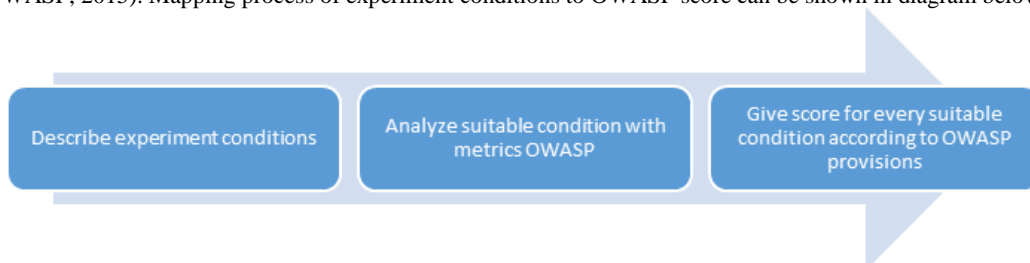 WASP, 2013). Mapping process of experiment conditions to OWASP score can be shown in diagram below
Describe experiment conditions
Analyze suitable condition with
metrics OWASP
Give score for every suitable
condition according to OWASP
provisions